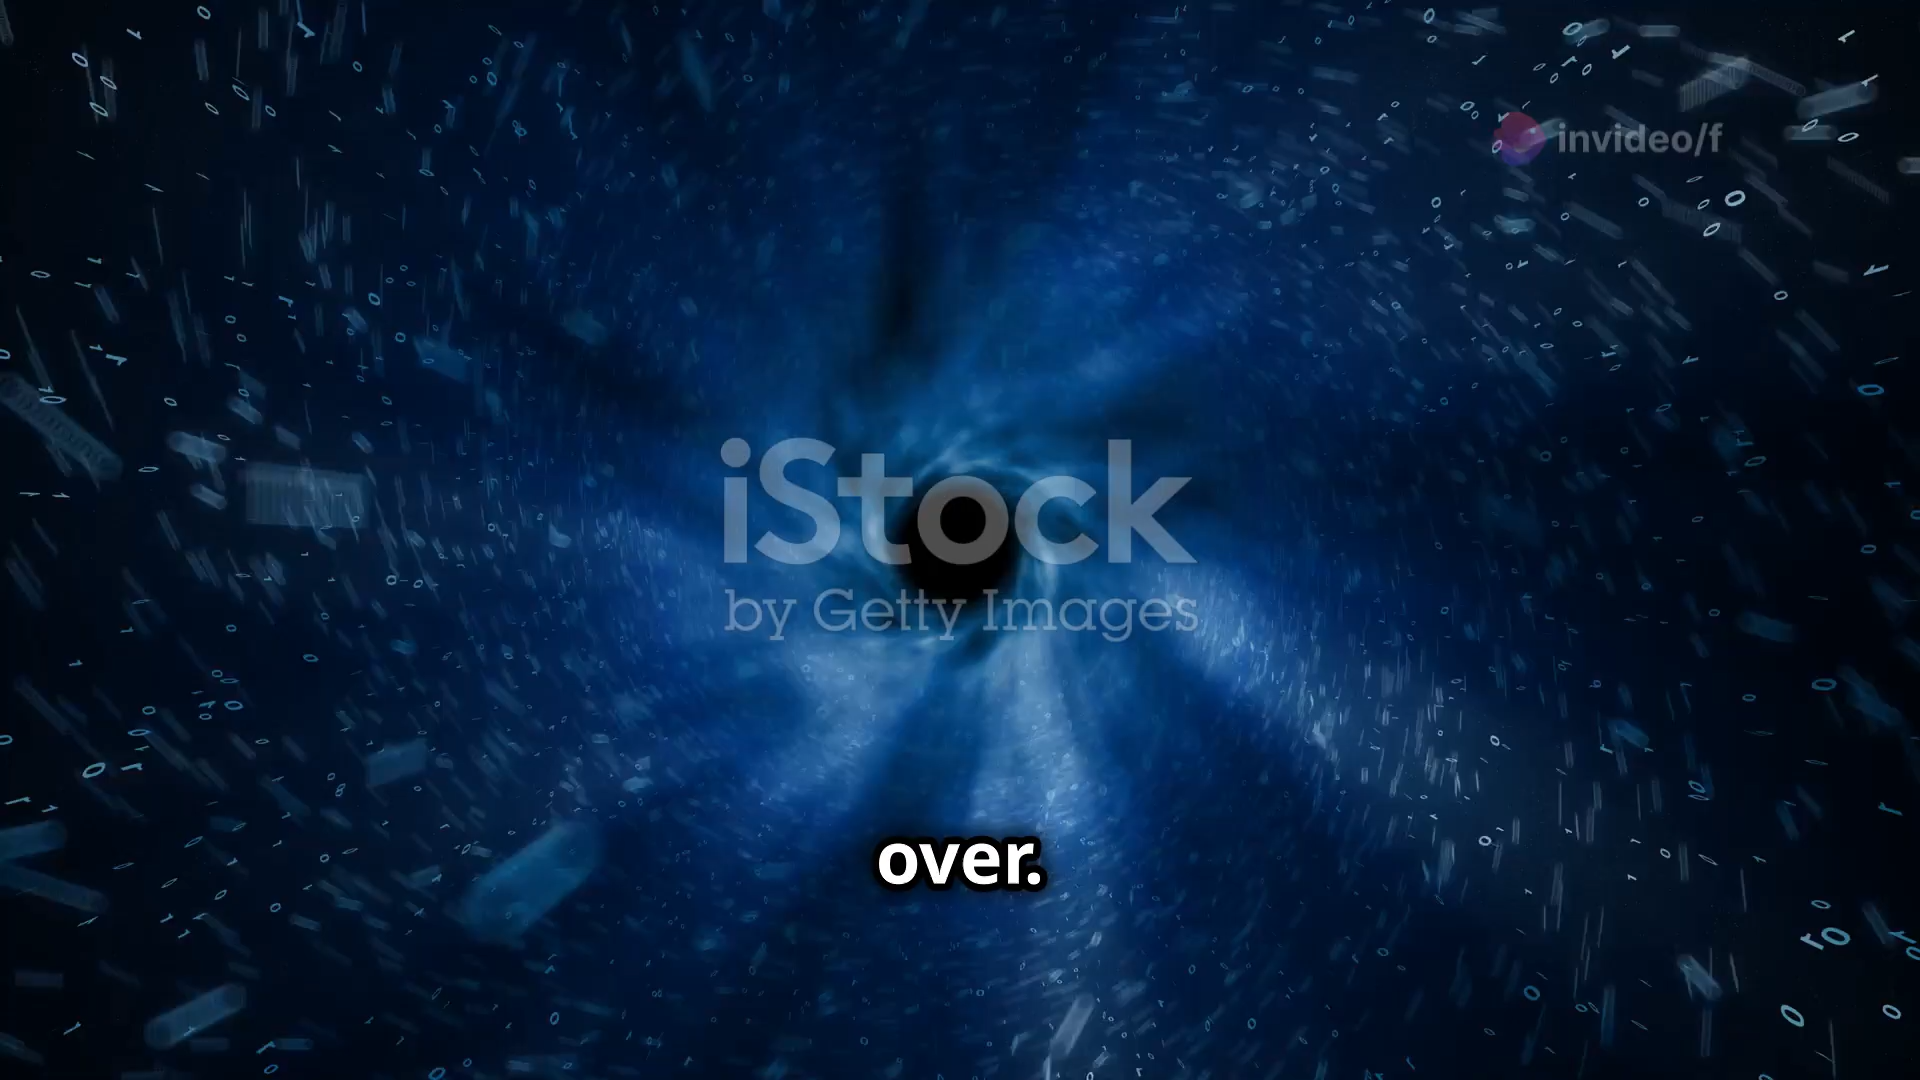 invideo/f
iStock
by Getty Images
over.